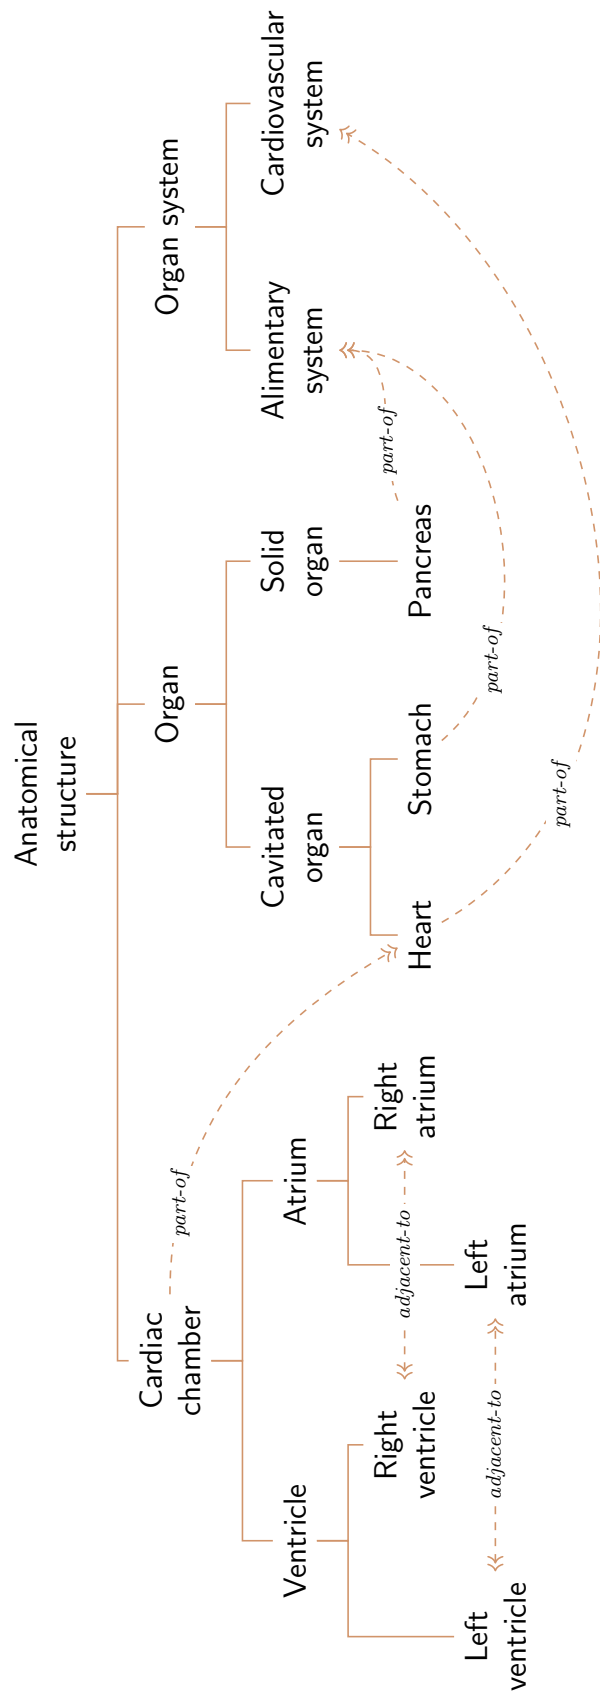 Anatomical
structure
Cardiac
chamber
Organ
Organ system
Ventricle
Atrium
Cavitated
organ
Solid
organ
Alimentary
system
Cardiovascular
system
Left
ventricle
Right
ventricle
Left
atrium
Right
atrium
Heart
Stomach
Pancreas
part-of
adjacent-to
adjacent-to
part-of
part-of
part-of